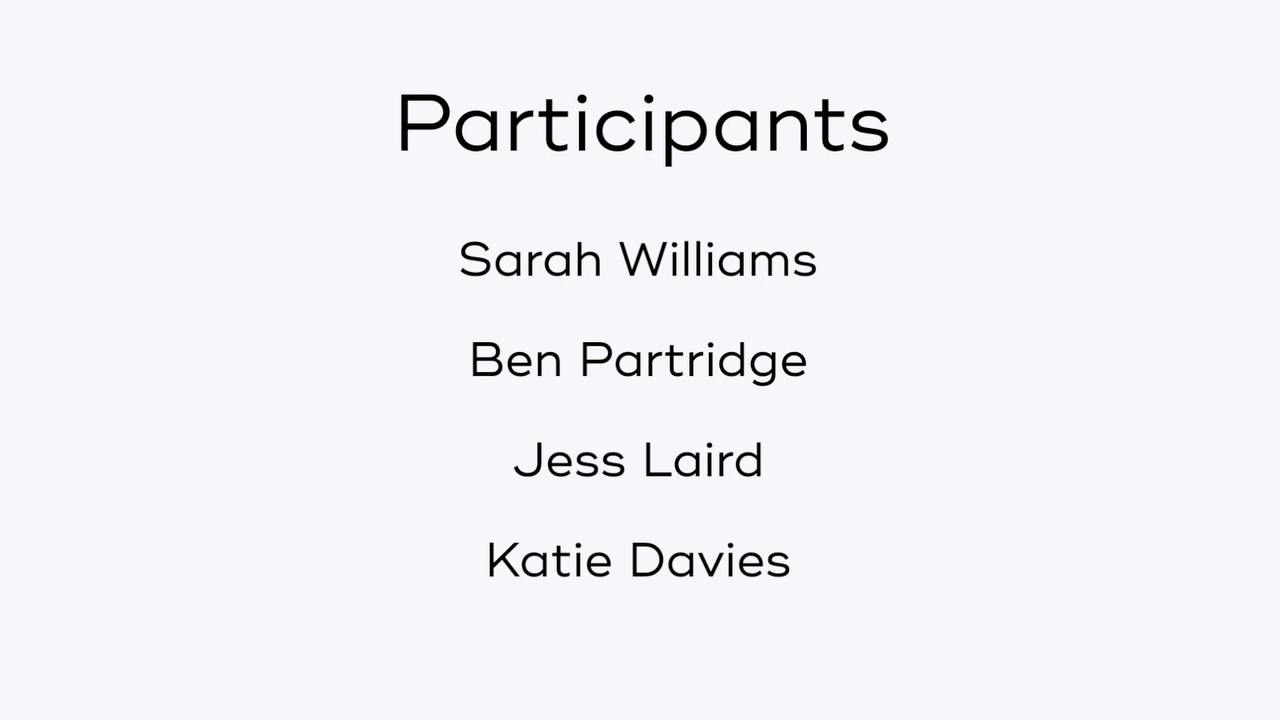 Participants
Sarah Williams
Ben Partridge
Jess Laird
Katie Davies